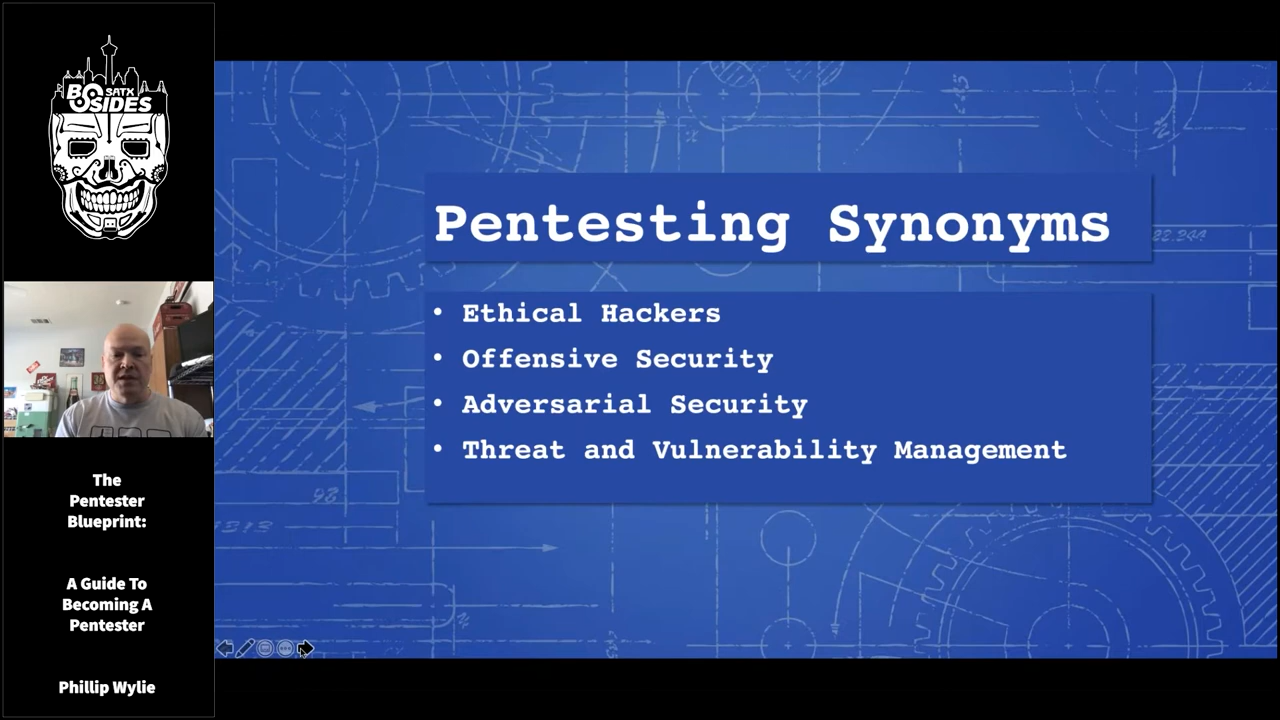 BSIDES
SATX
The
Pentester
Blueprint:
A Guide To
Becoming A
Pentester
Phillip Wylie
Pentesting Synonyms
• Ethical Hackers
• Offensive Security
• Adversarial Security
• Threat and Vulnerability Management